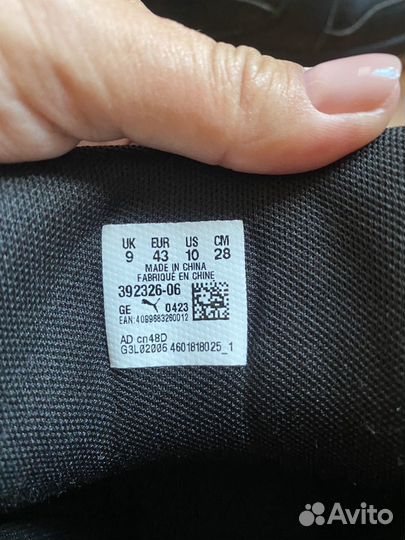 UK EUR US CM
9 43 10 28
MADE IN CHINA
FABRIQUÉ EN CHINE
392326-06
GE 0423
EAN: 4099683260012
AD cn48D
G3L02006 4601818025_1
Avito